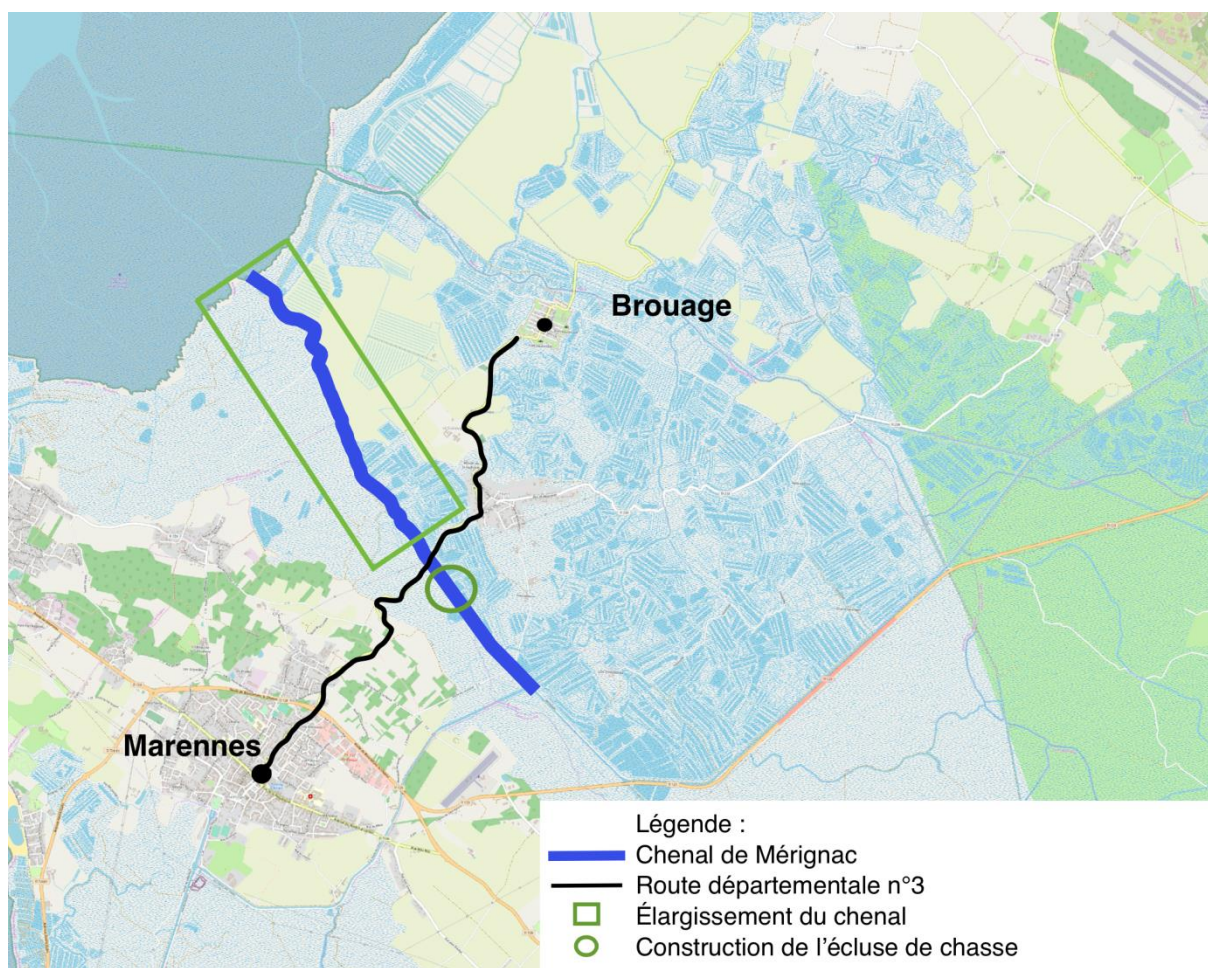 Brouage
Marennes
Légende :
Chenal de Mérignac
Route départementale n°3
Élargissement du chenal
Construction de l'écluse de chasse